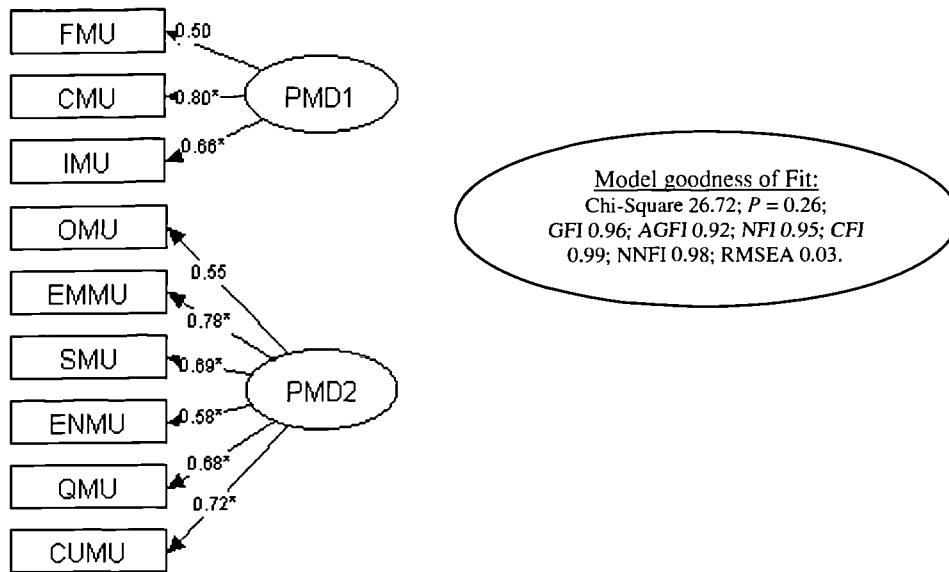 FMU
0.50
CMU
0.80*
PMD1
IMU
0.66*
Model goodness of Fit:
Chi-Square 26.72; P = 0.26;
GFI 0.96; AGFI 0.92; NFI 0.95; CFI
0.99; NNFI 0.98; RMSEA 0.03.
OMU
0.55
EMMU
0.78*
SMU
0.69*
PMD2
ENMU
0.58*
QMU
0.68*
CUMU
0.72*